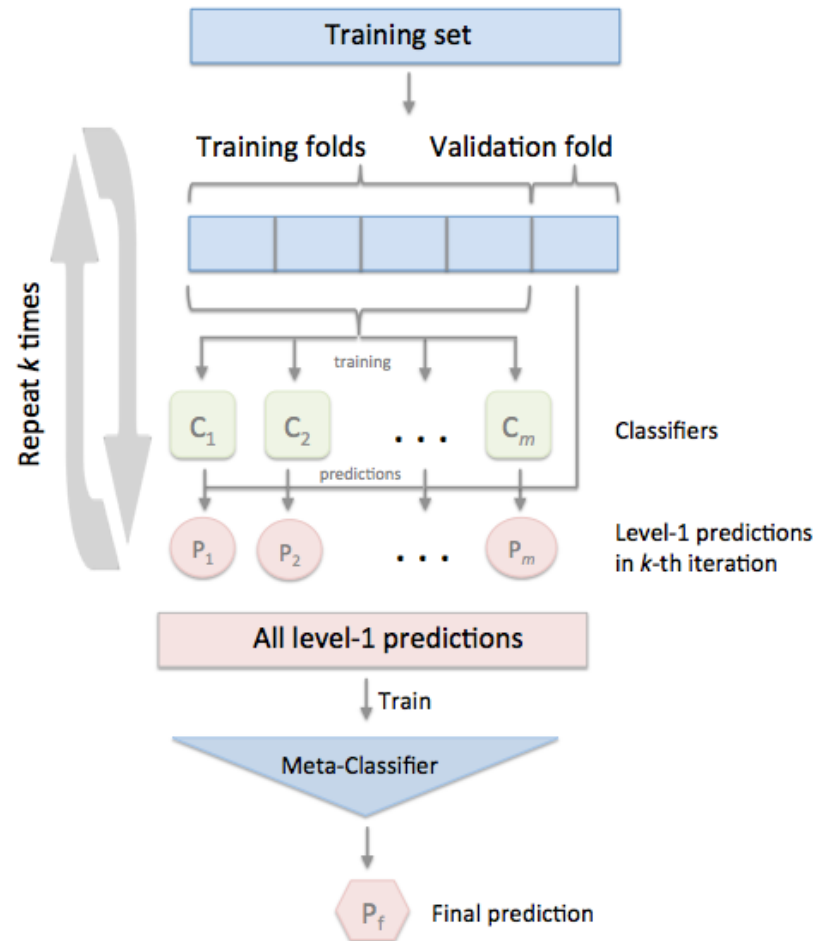 Training set
Training folds
Validation fold
Repeat k times
training
C1
C2
. . .
Cm
Classifiers
predictions
P1
P2
. . .
Pm
Level-1 predictions
in k-th iteration
All level-1 predictions
Train
Meta-Classifier
Pf
Final prediction